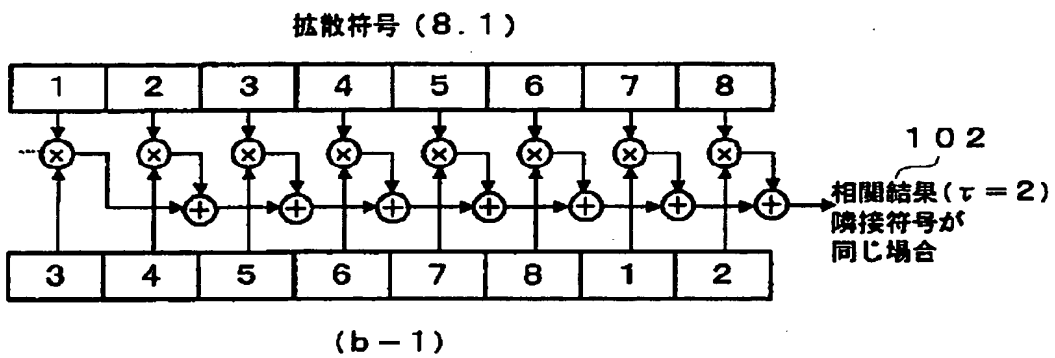 拡散符号（8．1）
1 2 3 4 5 6 7 8
102
相関結果（τ＝2）
隣接符号が
同じ場合
3 4 5 6 7 8 1 2
（b－1）